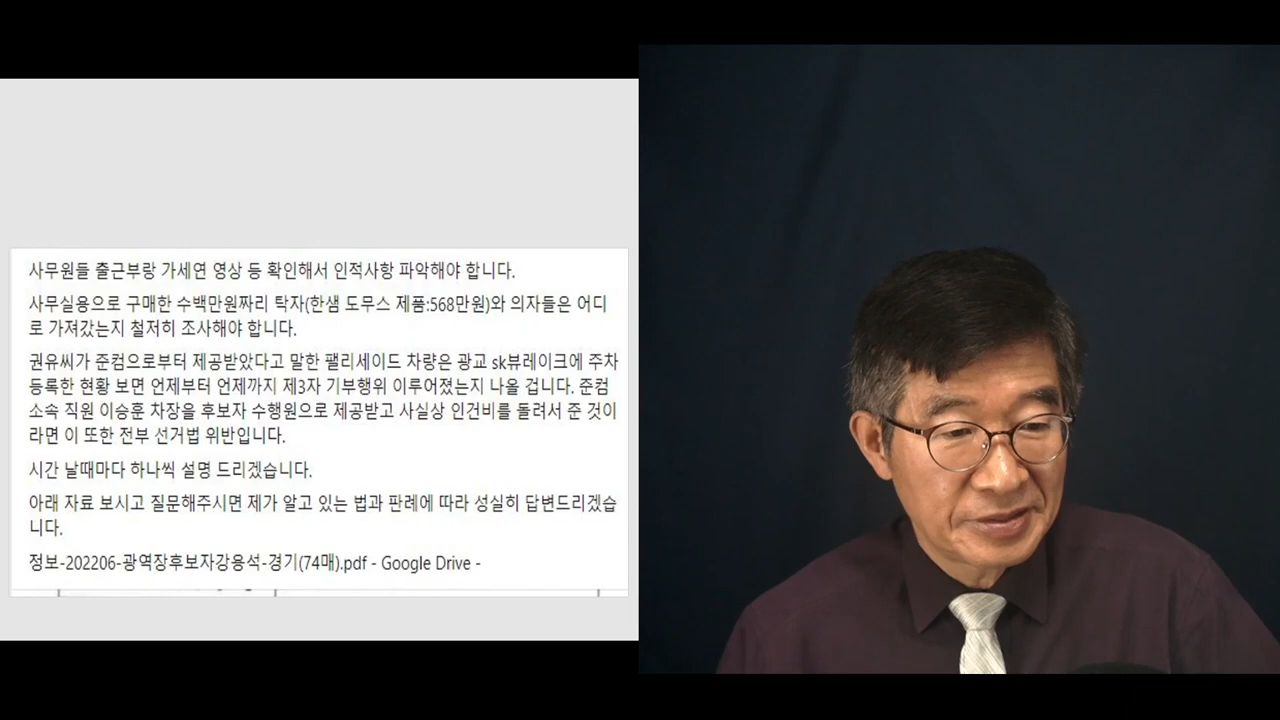 사무원들 출근부랑 가세연 영상 등 확인해서 인적사항 파악해야 합니다.
사무실용으로 구매한 수백만원짜리 탁자(한샘 도무스 제품:568만원)와 의자들은 어디
로 가져갔는지 철저히 조사해야 합니다.
권유씨가 준컴으로부터 제공받았다고 말한 팰리세이드 차량은 광교 sk뷰레이크에 주차
등록한 현황 보면 언제부터 언제까지 제3자 기부행위 이루어졌는지 나올 겁니다. 준컴
소속 직원 이승훈 차장을 후보자 수행원으로 제공받고 사실상 인건비를 돌려서 준 것이
라면 이 또한 전부 선거법 위반입니다.
시간 날때마다 하나씩 설명 드리겠습니다.
아래 자료 보시고 질문해주시면 제가 알고 있는 법과 판례에 따라 성실히 답변드리겠습
니다.
정보-202206-광역장후보자강용석-경기(74매).pdf - Google Drive -